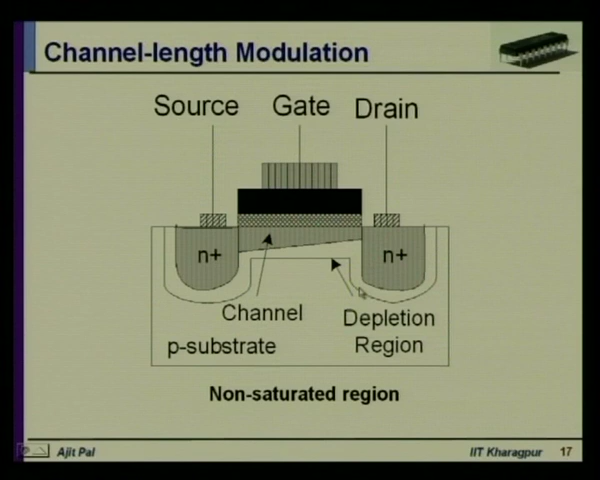 Channel-length Modulation
Source Gate Drain
n+ n+
Channel
Depletion
Region
p-substrate
Non-saturated region
Ajit Pal IIT Kharagpur 17